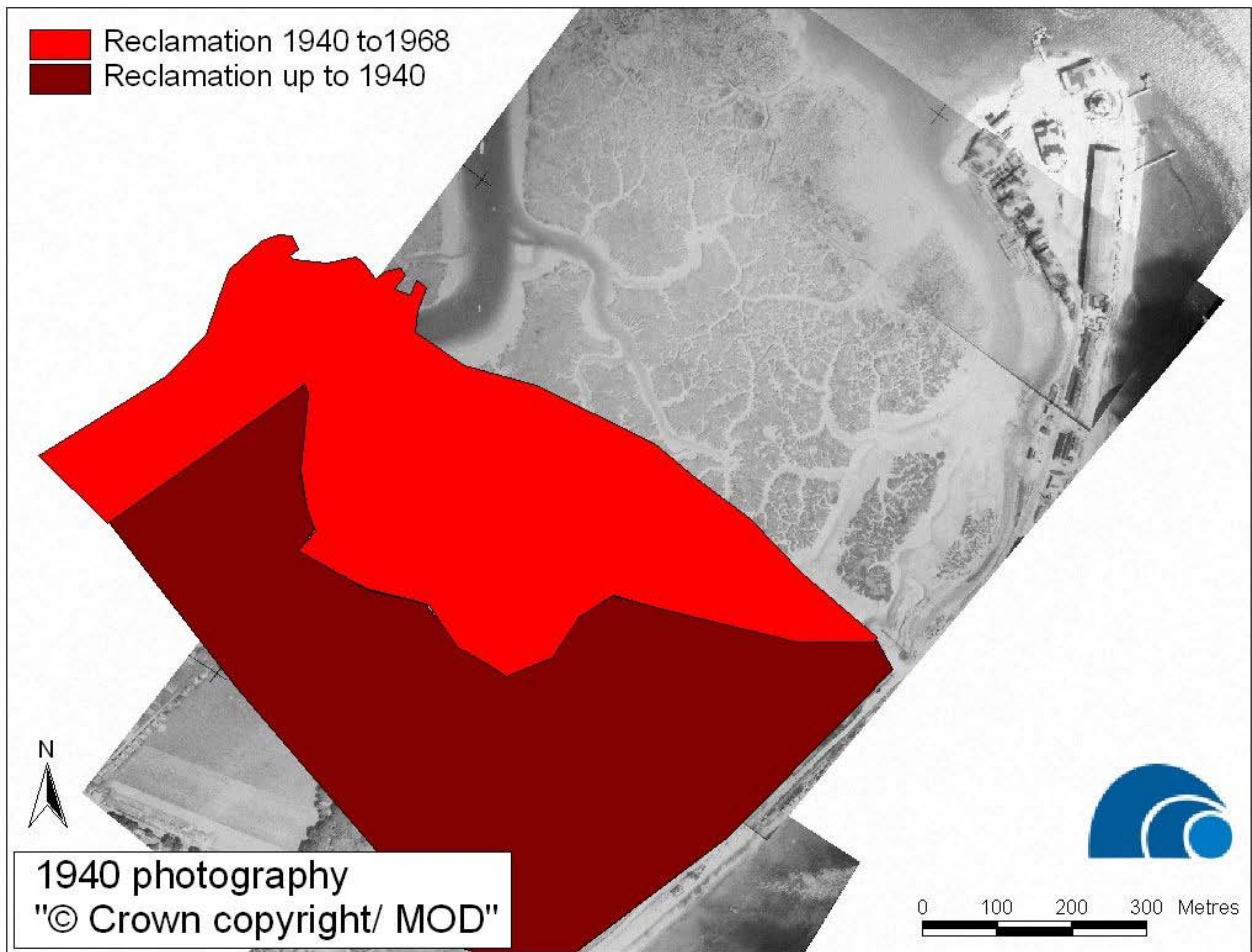 Reclamation 1940 to1968
Reclamation up to 1940
N
1940 photography
"© Crown copyright/ MOD"
0 100 200 300 Metres